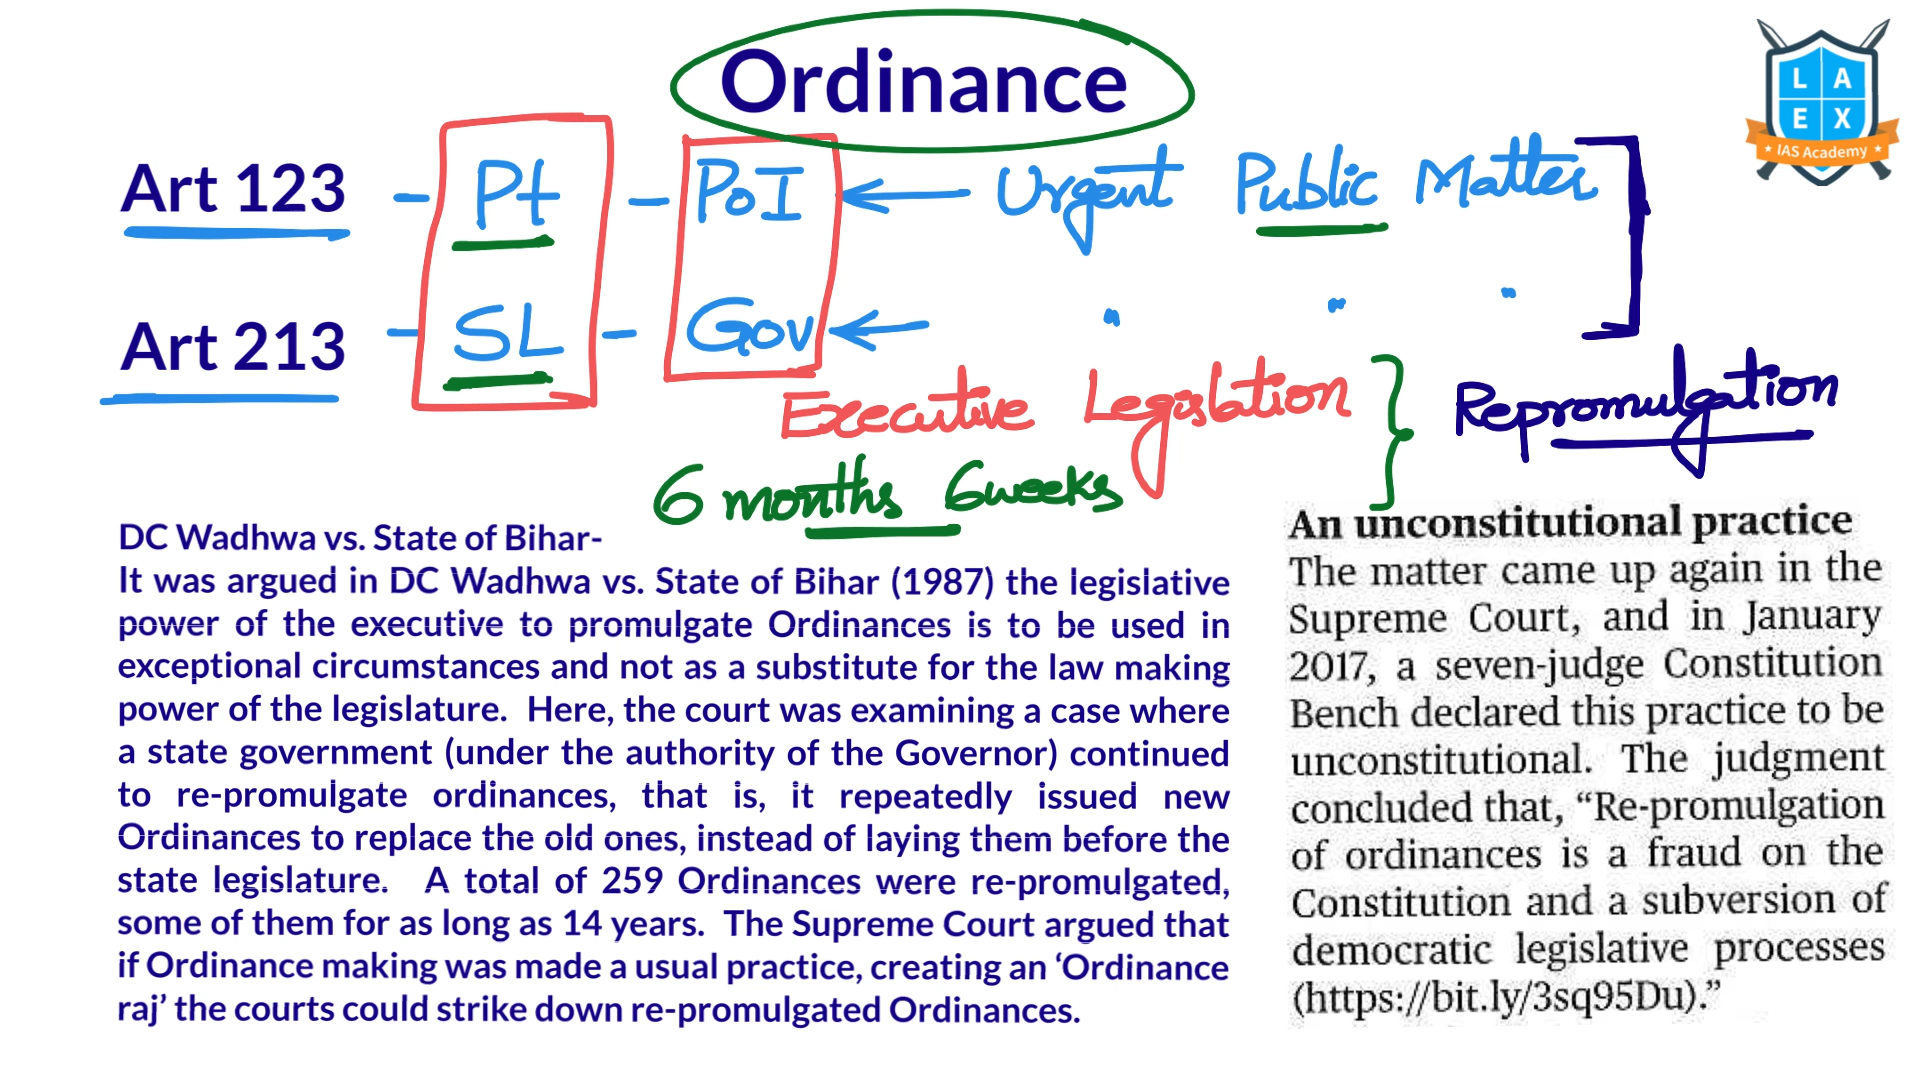 Ordinance
L A
E X
IAS Academy
Art 123 - Pt - PoI ← Urgent Public Matter
Art 213 - SL - Gov ← " " "
Executive Legislation
Repromulgation
6 months 6weeks
DC Wadhwa vs. State of Bihar-
It was argued in DC Wadhwa vs. State of Bihar (1987) the legislative
power of the executive to promulgate Ordinances is to be used in
exceptional circumstances and not as a substitute for the law making
power of the legislature. Here, the court was examining a case where
a state government (under the authority of the Governor) continued
to re-promulgate ordinances, that is, it repeatedly issued new
Ordinances to replace the old ones, instead of laying them before the
state legislature. A total of 259 Ordinances were re-promulgated,
some of them for as long as 14 years. The Supreme Court argued that
if Ordinance making was made a usual practice, creating an ‘Ordinance
raj’ the courts could strike down re-promulgated Ordinances.
An unconstitutional practice
The matter came up again in the
Supreme Court, and in January
2017, a seven-judge Constitution
Bench declared this practice to be
unconstitutional. The judgment
concluded that, “Re-promulgation
of ordinances is a fraud on the
Constitution and a subversion of
democratic legislative processes
(https://bit.ly/3sq95Du).”